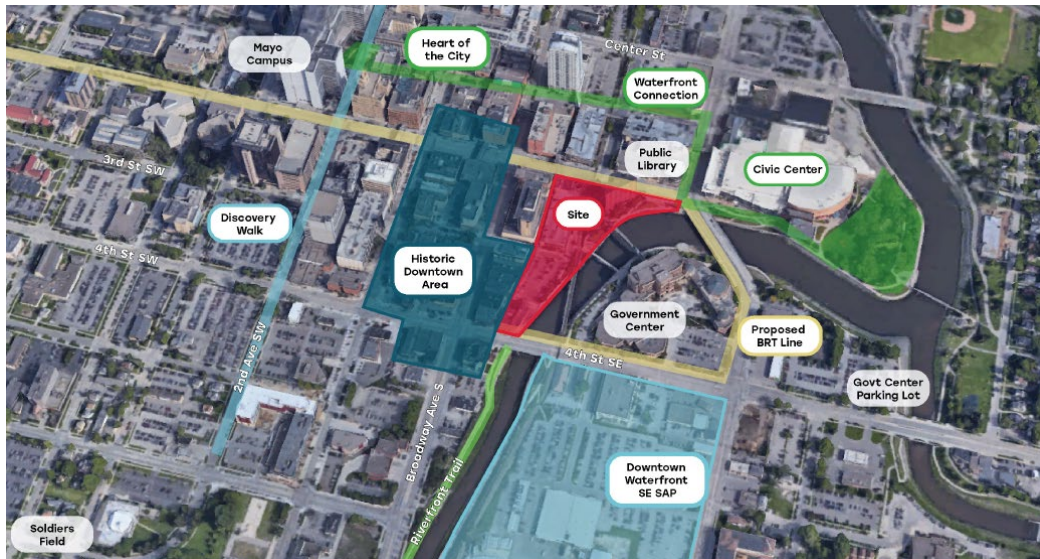 Heart of
the City
Center St
Mayo
Campus
Waterfront
Connection
3rd St SW
Public
Library
Civic Center
Discovery
Walk
Site
4th St SW
Historic
Downtown
Area
Government
Center
Proposed
BRT Line
2nd Ave SW
4th St SE
Govt Center
Parking Lot
Broadway Ave S
Riverfront Trail
Downtown
Waterfront
SE SAP
Soldiers
Field